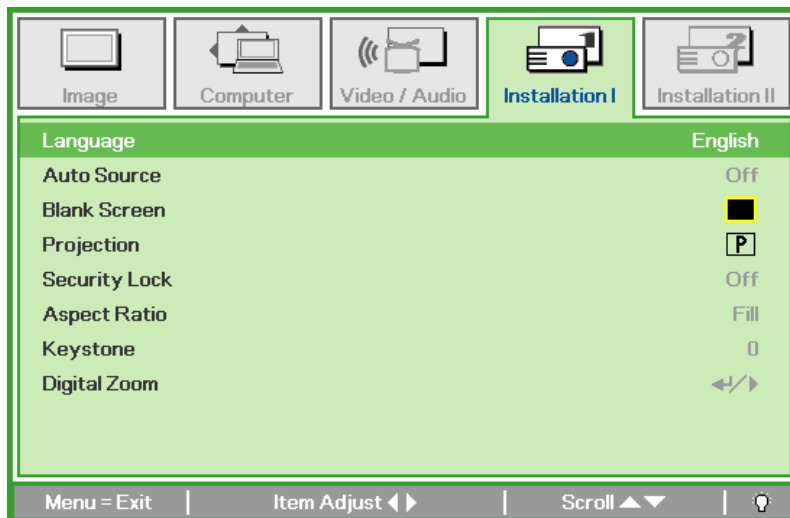 Image Computer Video / Audio Installation I Installation II
Language English
Auto Source Off
Blank Screen
Projection P
Security Lock Off
Aspect Ratio Fill
Keystone 0
Digital Zoom /
Menu = Exit | Item Adjust | Scroll |